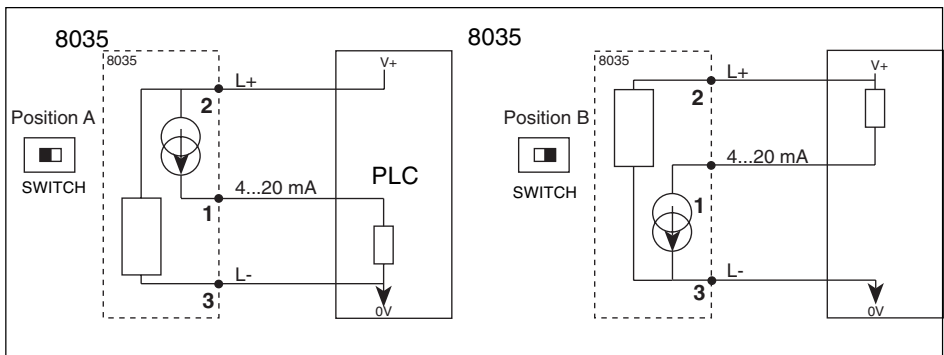 8035
8035
L+
V+
2
Position A
SWITCH
4...20 mA
PLC
1
L-
3
0V
8035
8035
L+
V+
2
Position B
SWITCH
4...20 mA
1
L-
3
0V